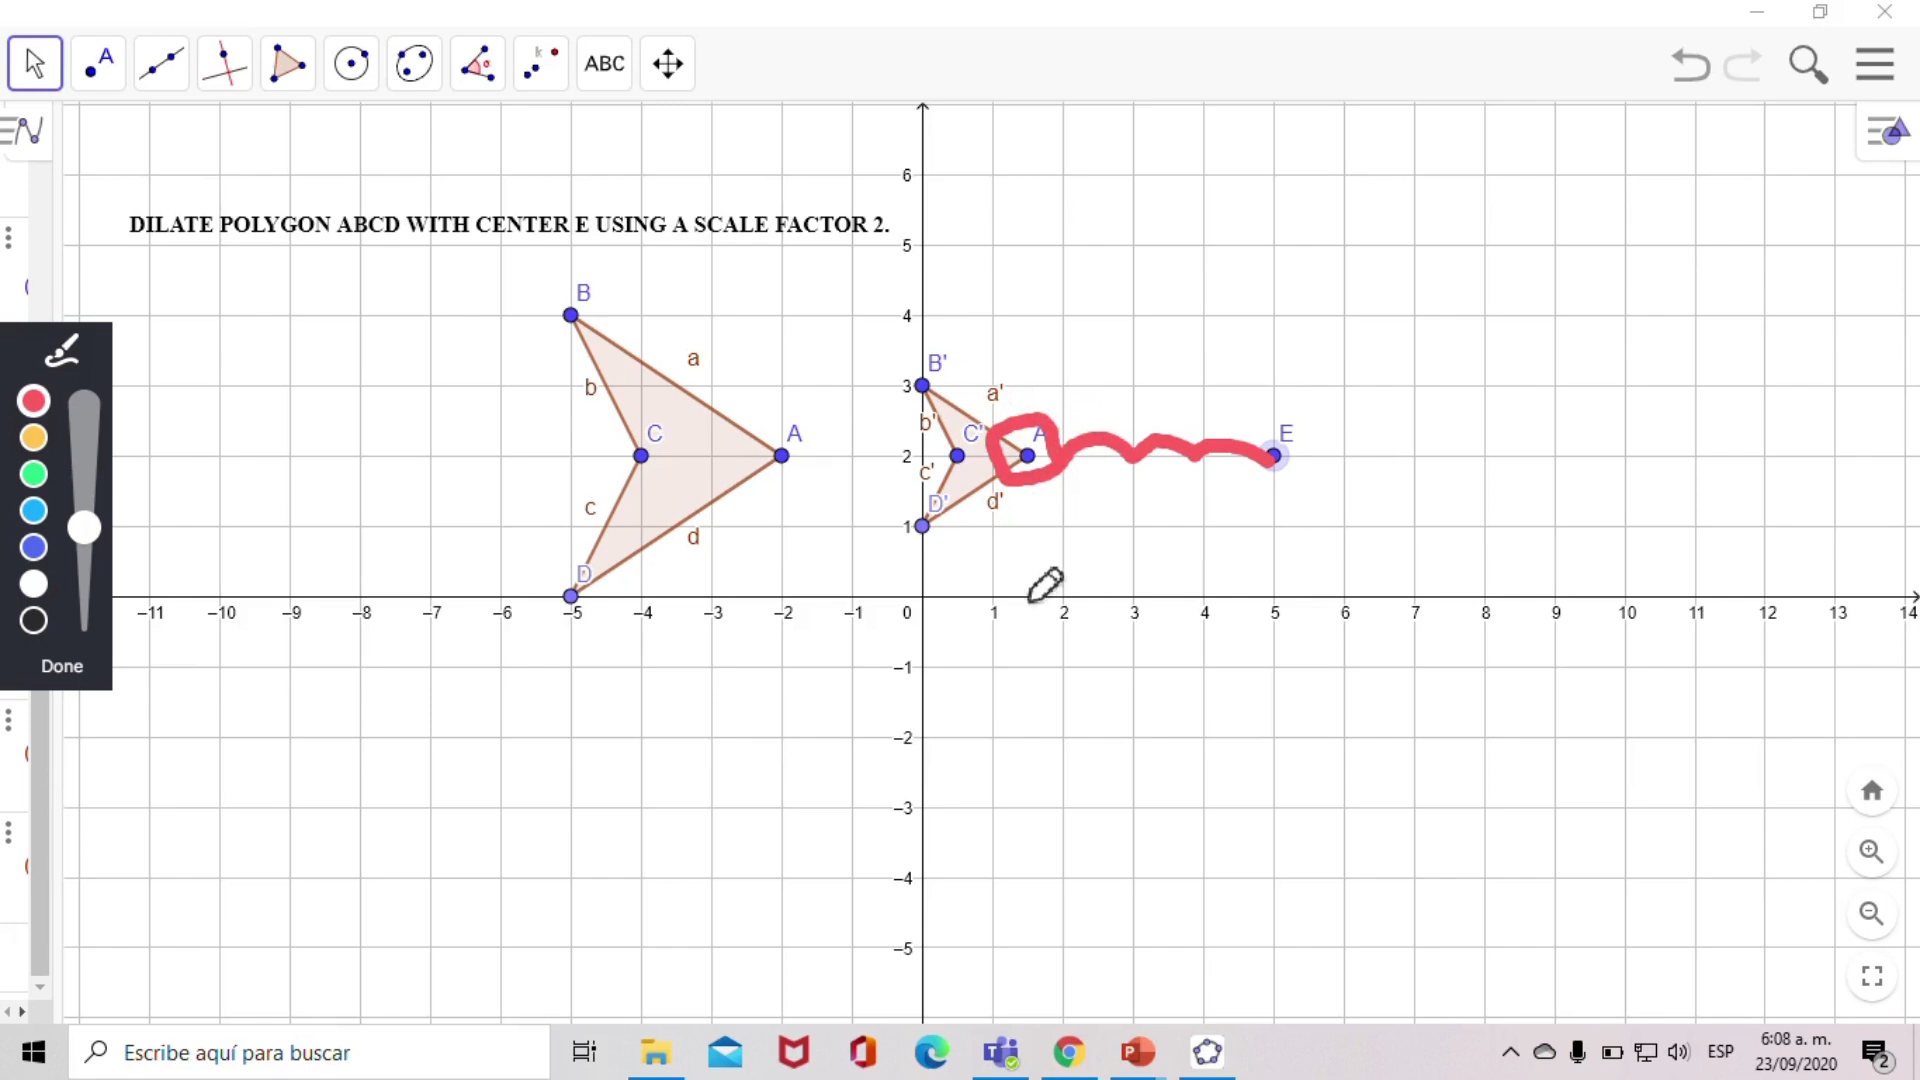 ABC
6
DILATE POLYGON ABCD WITH CENTER E USING A SCALE FACTOR 2.
5
B
4
B'
a
3
a'
b
b'
C
A
C'
A
E
2
c'
c
D'
d'
d
1
D
−11 −10 −9 −8 −7 −6 −5 −4 −3 −2 −1 0 1 2 3 4 5 6 7 8 9 10 11 12 13 14
Done
−1
−2
−3
−4
−5
Escribe aquí para buscar
ESP
6:08 a. m.
23/09/2020
2